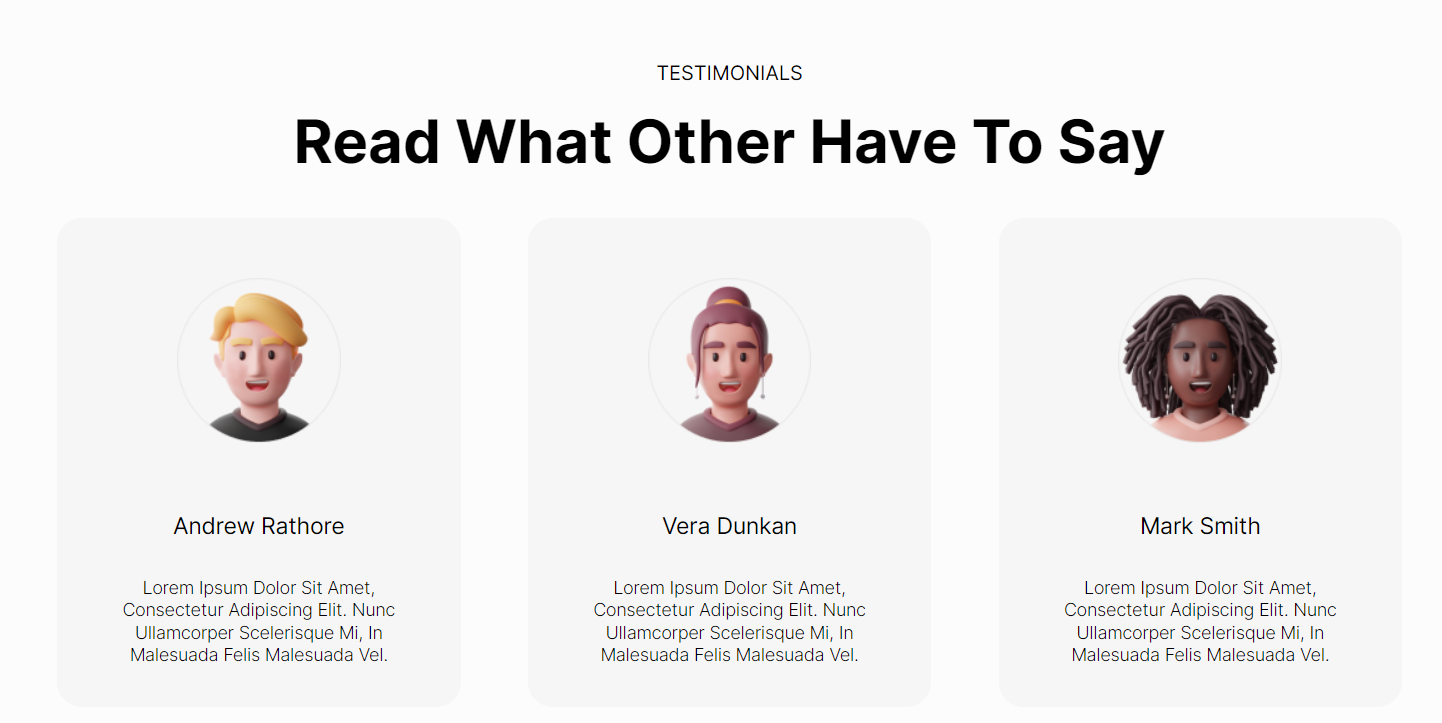 TESTIMONIALS
Read What Other Have To Say
Andrew Rathore
Lorem Ipsum Dolor Sit Amet,
Consectetur Adipiscing Elit. Nunc
Ullamcorper Scelerisque Mi, In
Malesuada Felis Malesuada Vel.
Vera Dunkan
Lorem Ipsum Dolor Sit Amet,
Consectetur Adipiscing Elit. Nunc
Ullamcorper Scelerisque Mi, In
Malesuada Felis Malesuada Vel.
Mark Smith
Lorem Ipsum Dolor Sit Amet,
Consectetur Adipiscing Elit. Nunc
Ullamcorper Scelerisque Mi, In
Malesuada Felis Malesuada Vel.